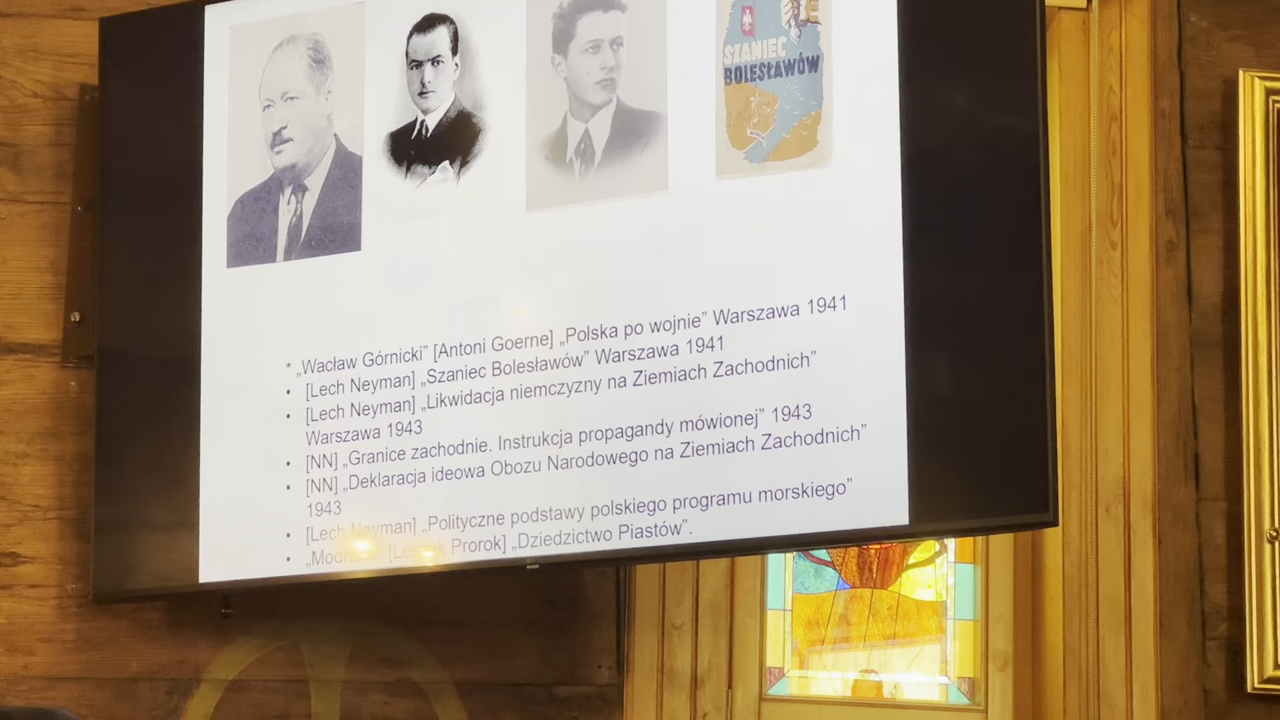 SZANIEC
BOLESŁAWÓW
* „Wacław Górnicki” [Antoni Goerne] „Polska po wojnie” Warszawa 1941
• [Lech Neyman] „Szaniec Bolesławów” Warszawa 1941
• [Lech Neyman] „Likwidacja niemczyzny na Ziemiach Zachodnich”
Warszawa 1943
• [NN] „Granice zachodnie. Instrukcja propagandy mówionej” 1943
• [NN] „Deklaracja ideowa Obozu Narodowego na Ziemiach Zachodnich”
1943
• [Lech Neyman] „Polityczne podstawy polskiego programu morskiego”
• Prorok] „Dziedzictwo Piastów”.